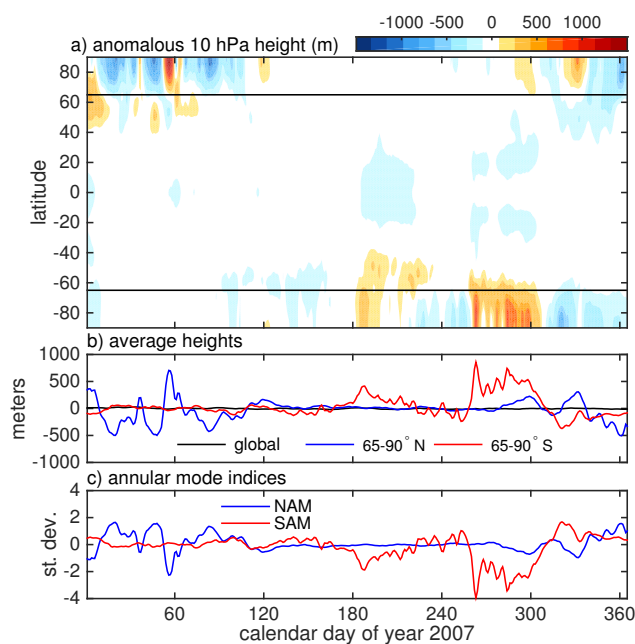 -1000 -500 0 500 1000
a) anomalous 10 hPa height (m)
80
60
40
20
0
-20
-40
-60
-80
latitude
b) average heights
1000
500
0
-500
-1000
meters
global 65-90° N 65-90° S
c) annular mode indices
4
2
0
-2
-4
st. dev.
NAM
SAM
60 120 180 240 300 360
calendar day of year 2007